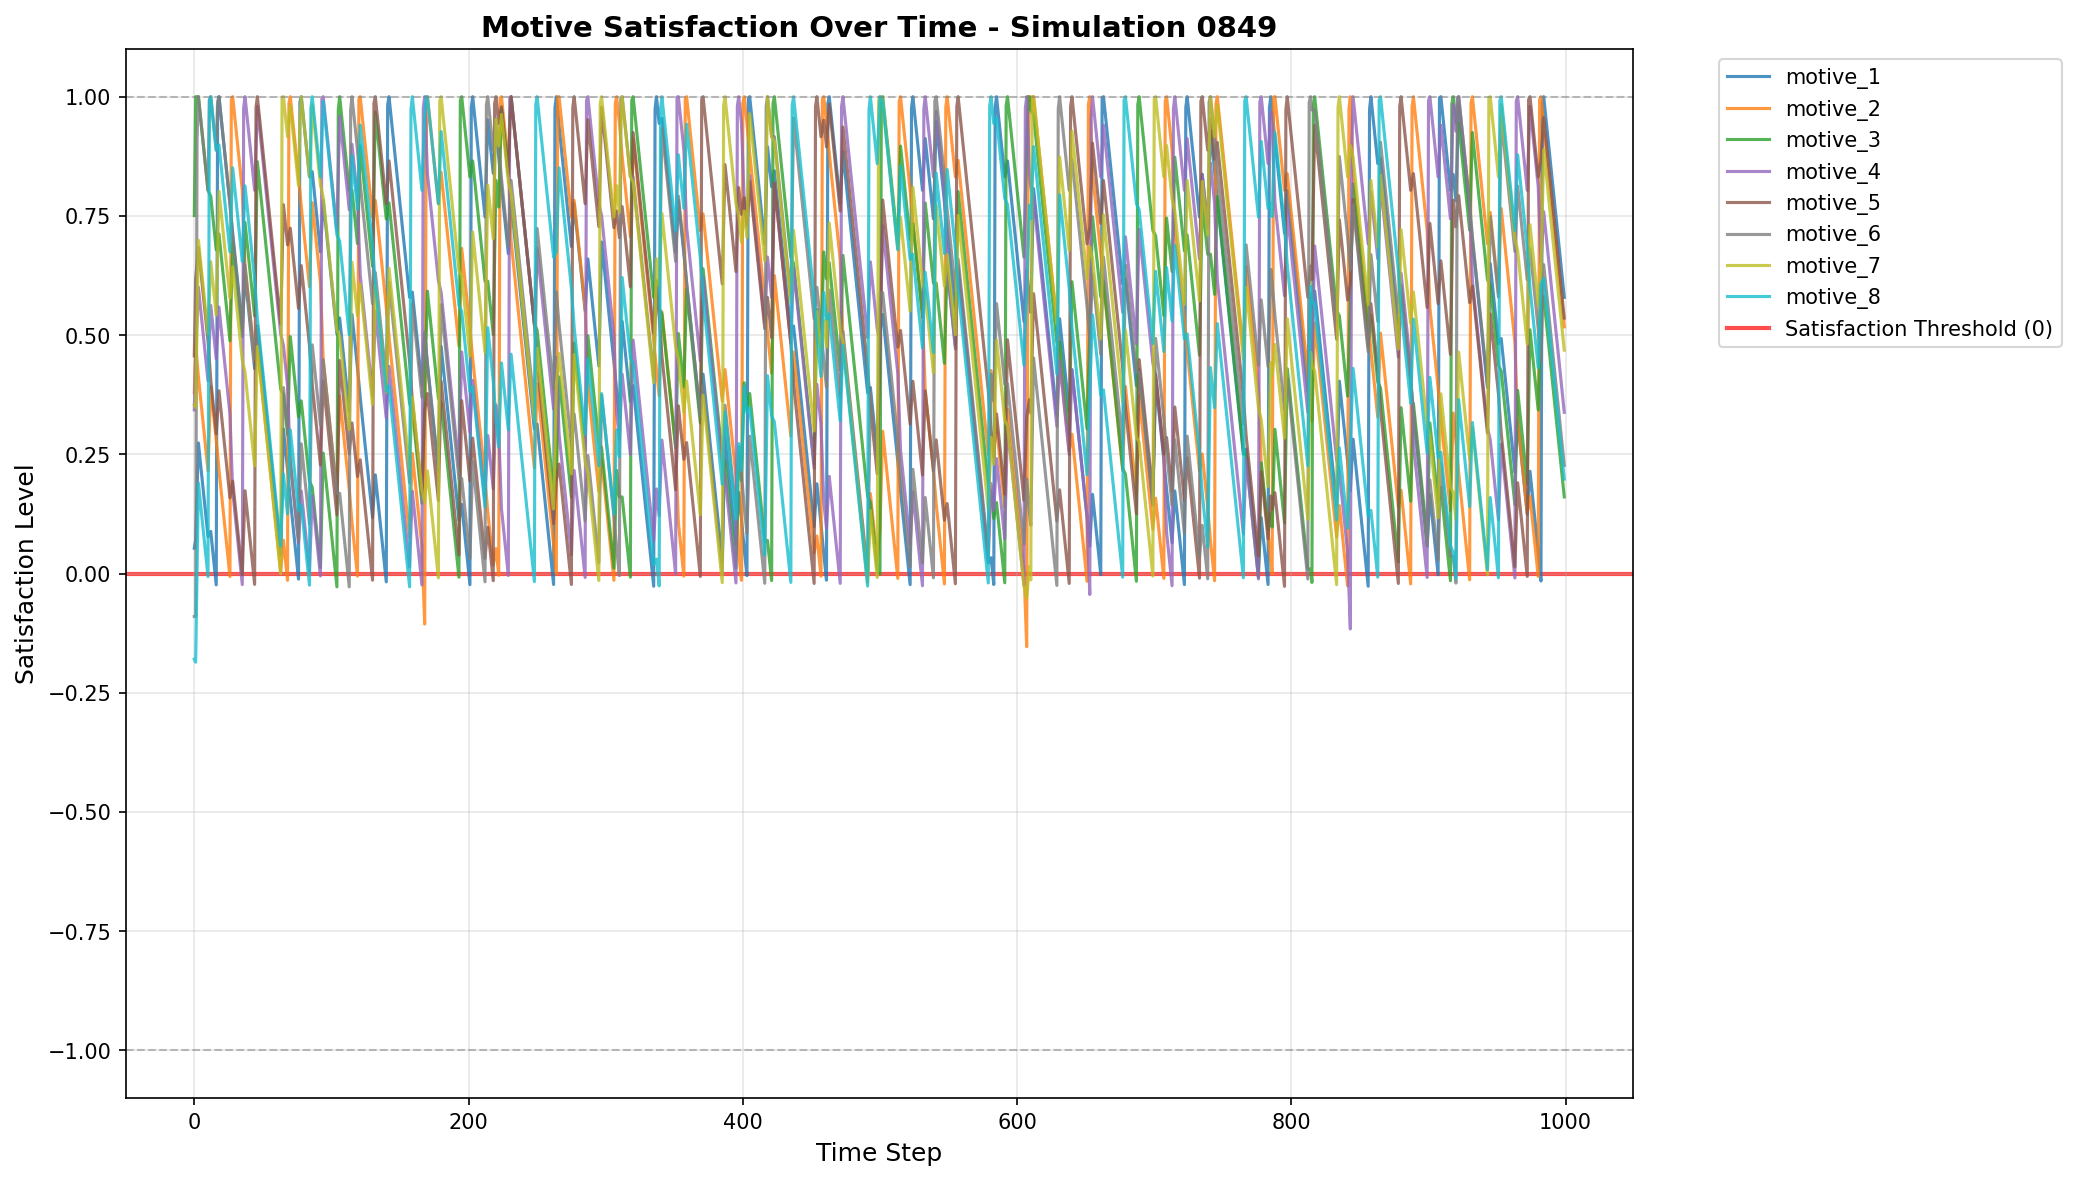 Motive Satisfaction Over Time - Simulation 0849
Satisfaction Level
1.00
0.75
0.50
0.25
0.00
−0.25
−0.50
−0.75
−1.00
0
200
400
600
800
1000
Time Step
motive_1
motive_2
motive_3
motive_4
motive_5
motive_6
motive_7
motive_8
Satisfaction Threshold (0)